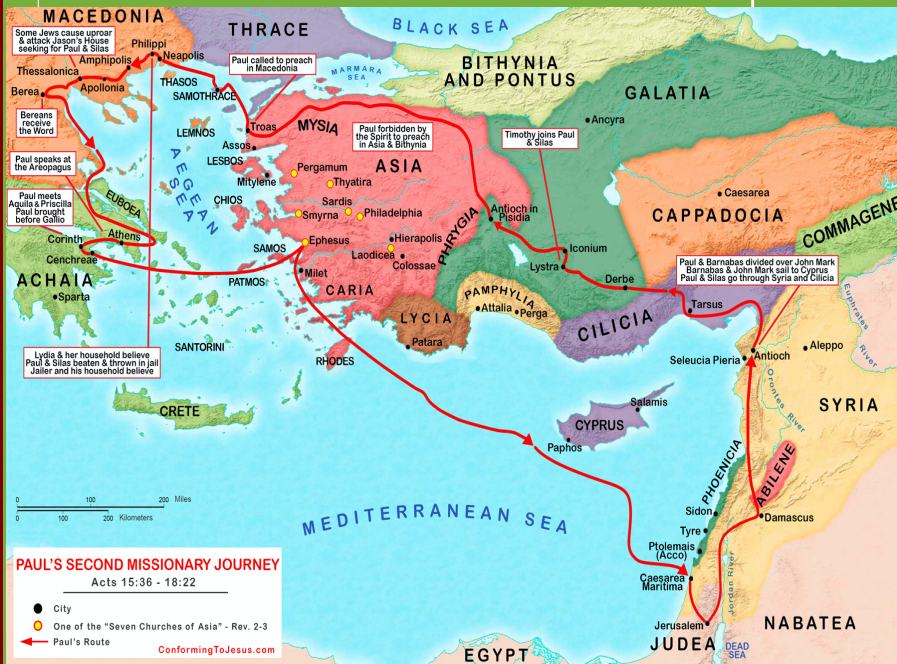 MACEDONIA
THRACE
BLACK SEA
Some Jews cause uproar
& attack Jason's House
seeking for Paul & Silas
Philippi
Neapolis
Amphipolis
Thessalonica
Apollonia
Berea
Paul called to preach
in Macedonia
MARMARA
SEA
BITHYNIA
AND PONTUS
GALATIA
THASOS
SAMOTHRACE
Bereans
receive
the Word
LEMNOS
Troas
MYSIA
Paul forbidden by
the Spirit to preach
in Asia & Bithynia
Timothy joins Paul
& Silas
Ancyra
Assos
LESBOS
ASIA
Paul speaks at
the Areopagus
AEGEAN
SEA
Mitylene
Pergamum
Thyatira
Paul meets
Aquila & Priscilla
Paul brought
before Gallio
EUBOEA
CHIOS
Sardis
Smyrna
Philadelphia
PHRYGIA
Antioch in
Pisidia
Caesarea
CAPPADOCIA
COMMAGENE
Corinth
Athens
Cenchreae
SAMOS
Ephesus
Hierapolis
Laodicea
Colossae
Iconium
Lystra
Derbe
Paul & Barnabas divided over John Mark
Barnabas & John Mark sail to Cyprus
Paul & Silas go through Syria and Cilicia
ACHAIA
Sparta
PATMOS
Milet
CARIA
PAMPHYLIA
Attalia
Perga
LYCIA
Patara
CILICIA
Tarsus
Euphrates
River
SANTORINI
RHODES
Lydia & her household believe
Paul & Silas beaten & thrown in jail
Jailer and his household believe
Seleucia Pieria
Antioch
Aleppo
Orontes River
CRETE
Salamis
CYPRUS
Paphos
SYRIA
PHOENICIA
ABILENE
0 100 200 Miles
0 100 200 Kilometers
MEDITERRANEAN SEA
Sidon
Damascus
Tyre
Ptolemais
(Acco)
Caesarea
Maritima
Jordan River
Jerusalem
JUDEA
DEAD
SEA
NABATEA
EGYPT
PAUL'S SECOND MISSIONARY JOURNEY
Acts 15:36 - 18:22
City
One of the "Seven Churches of Asia" - Rev. 2-3
Paul's Route
ConformingToJesus.com